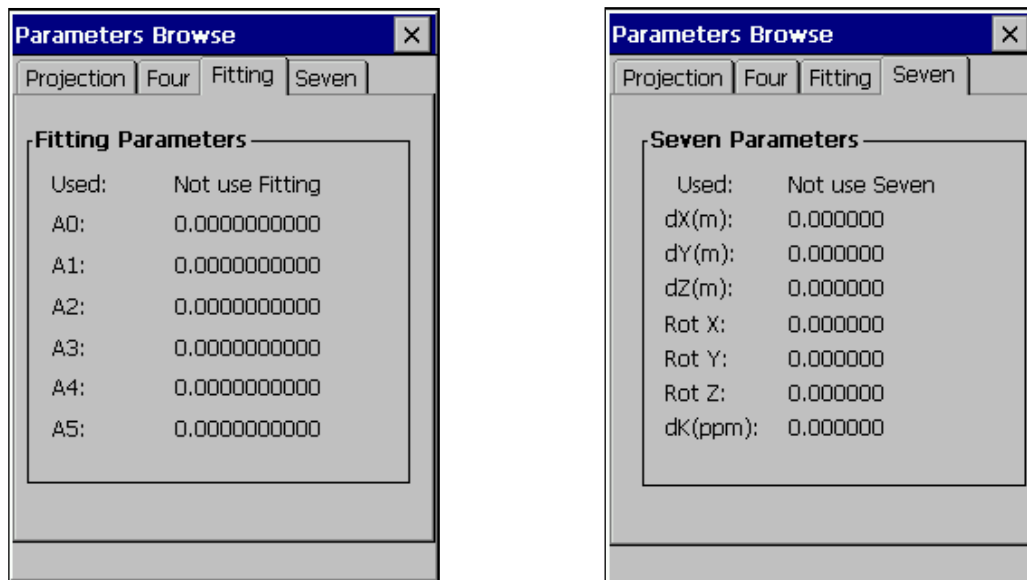 Parameters Browse
Projection Four Fitting Seven
Fitting Parameters
Used: Not use Fitting
A0: 0.0000000000
A1: 0.0000000000
A2: 0.0000000000
A3: 0.0000000000
A4: 0.0000000000
A5: 0.0000000000
Parameters Browse
Projection Four Fitting Seven
Seven Parameters
Used: Not use Seven
dX(m): 0.000000
dY(m): 0.000000
dZ(m): 0.000000
Rot X: 0.000000
Rot Y: 0.000000
Rot Z: 0.000000
dK(ppm): 0.000000